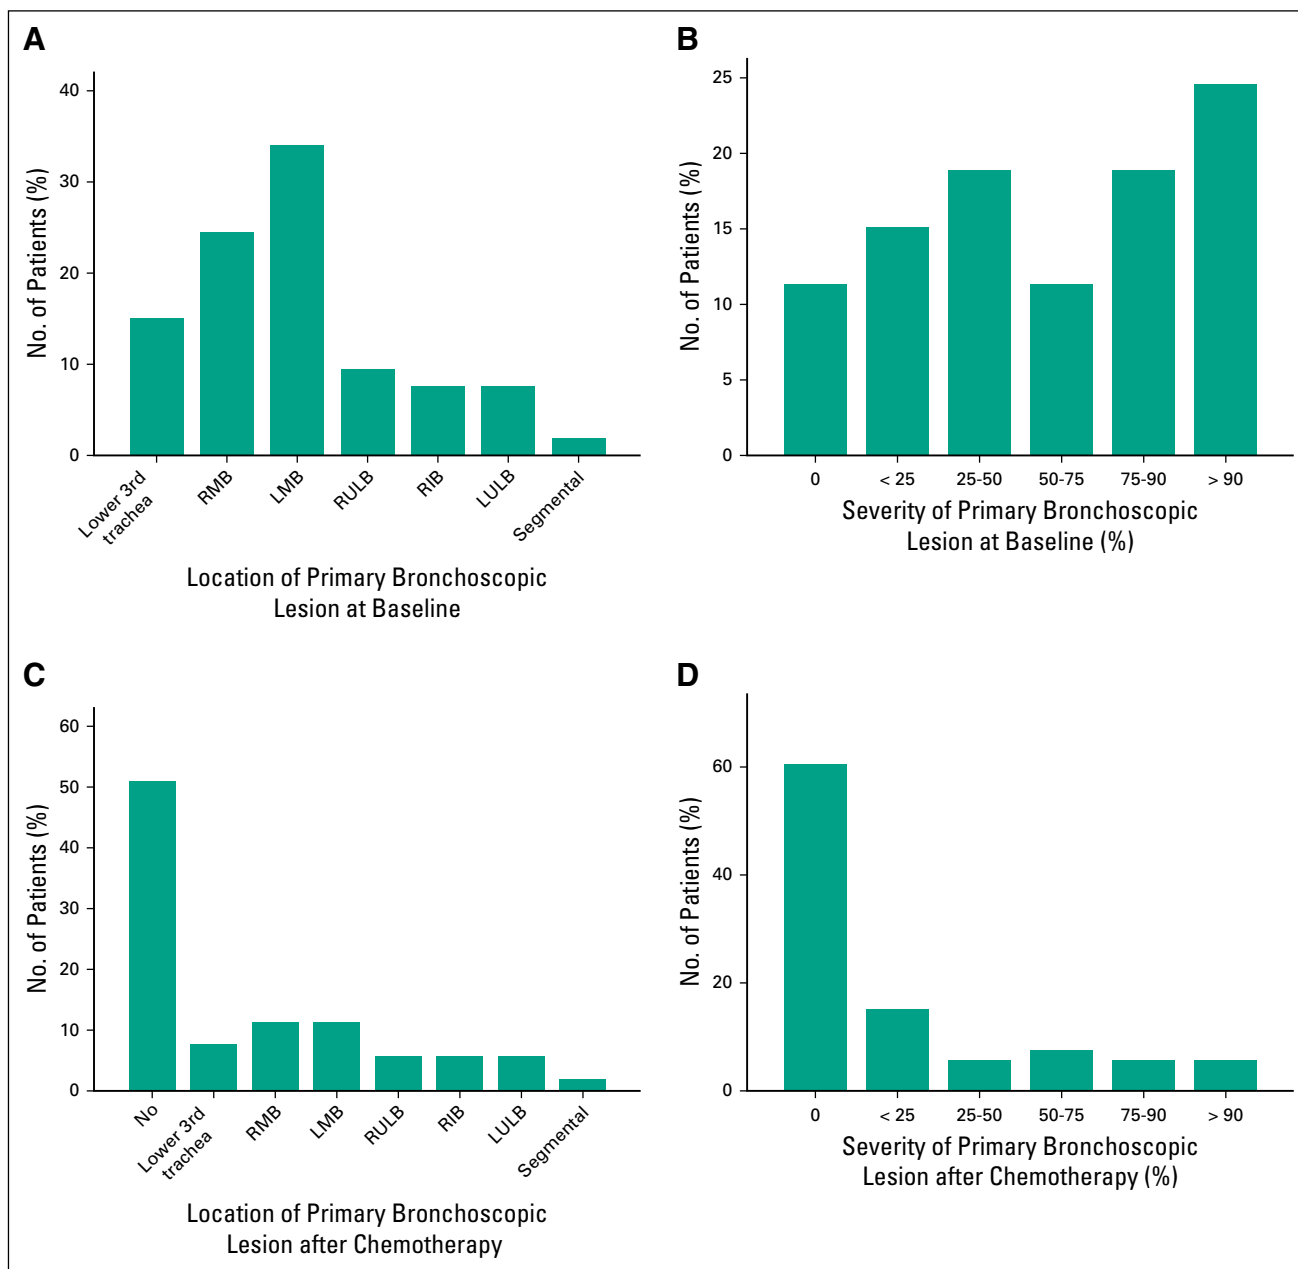 A
No. of Patients (%)
40
30
20
10
0
Lower 3rd
trachea
RMB
LMB
RULB
RIB
LULB
Segmental
Location of Primary Bronchoscopic
Lesion at Baseline
B
No. of Patients (%)
25
20
15
10
5
0
0
< 25
25-50
50-75
75-90
> 90
Severity of Primary Bronchoscopic
Lesion at Baseline (%)
C
No. of Patients (%)
60
50
40
30
20
10
0
No
Lower 3rd
trachea
RMB
LMB
RULB
RIB
LULB
Segmental
Location of Primary Bronchoscopic
Lesion after Chemotherapy
D
No. of Patients (%)
60
40
20
0
0
< 25
25-50
50-75
75-90
> 90
Severity of Primary Bronchoscopic
Lesion after Chemotherapy (%)